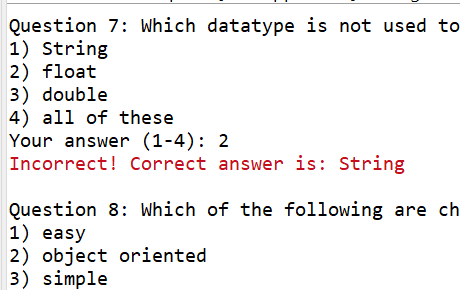 Question 7: Which datatype is not used to
1) String
2) float
3) double
4) all of these
Your answer (1-4): 2
Incorrect! Correct answer is: String
Question 8: Which of the following are ch
1) easy
2) object oriented
3) simple